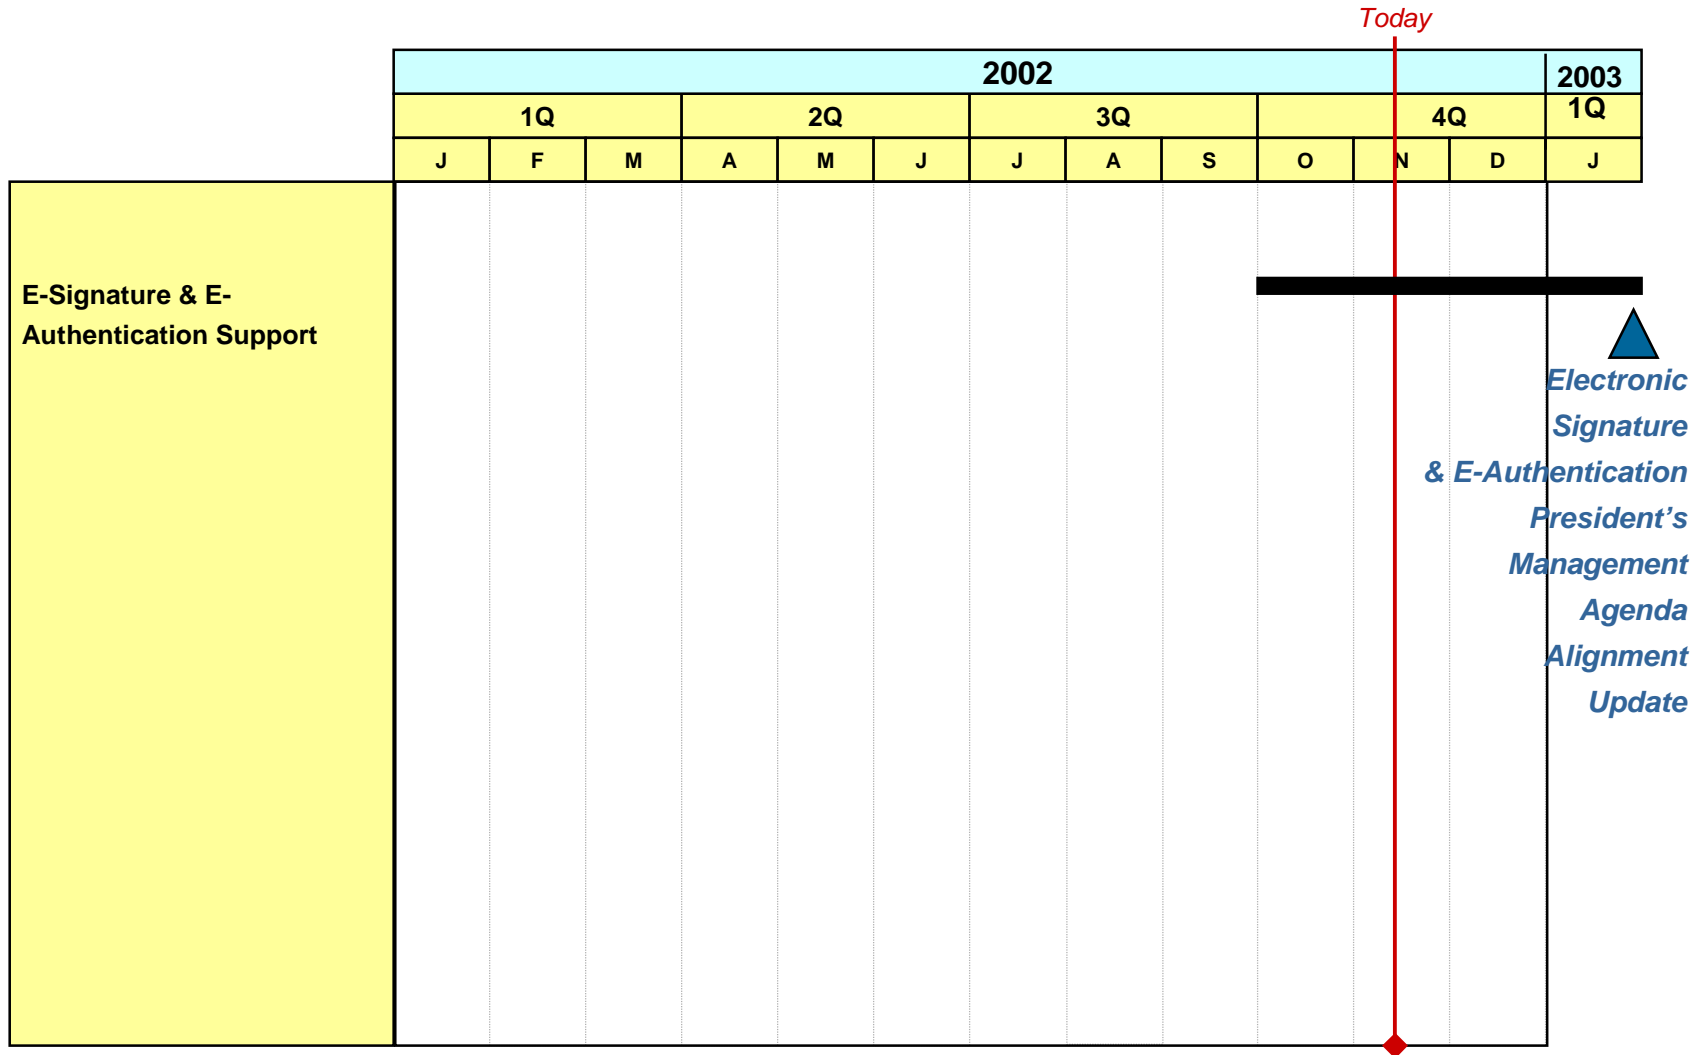 Today
2002
2003
1Q 2Q 3Q 4Q 1Q
J F M A M J J A S O N D J
E-Signature & E-
Authentication Support
Electronic
Signature
& E-Authentication
President’s
Management
Agenda
Alignment
Update